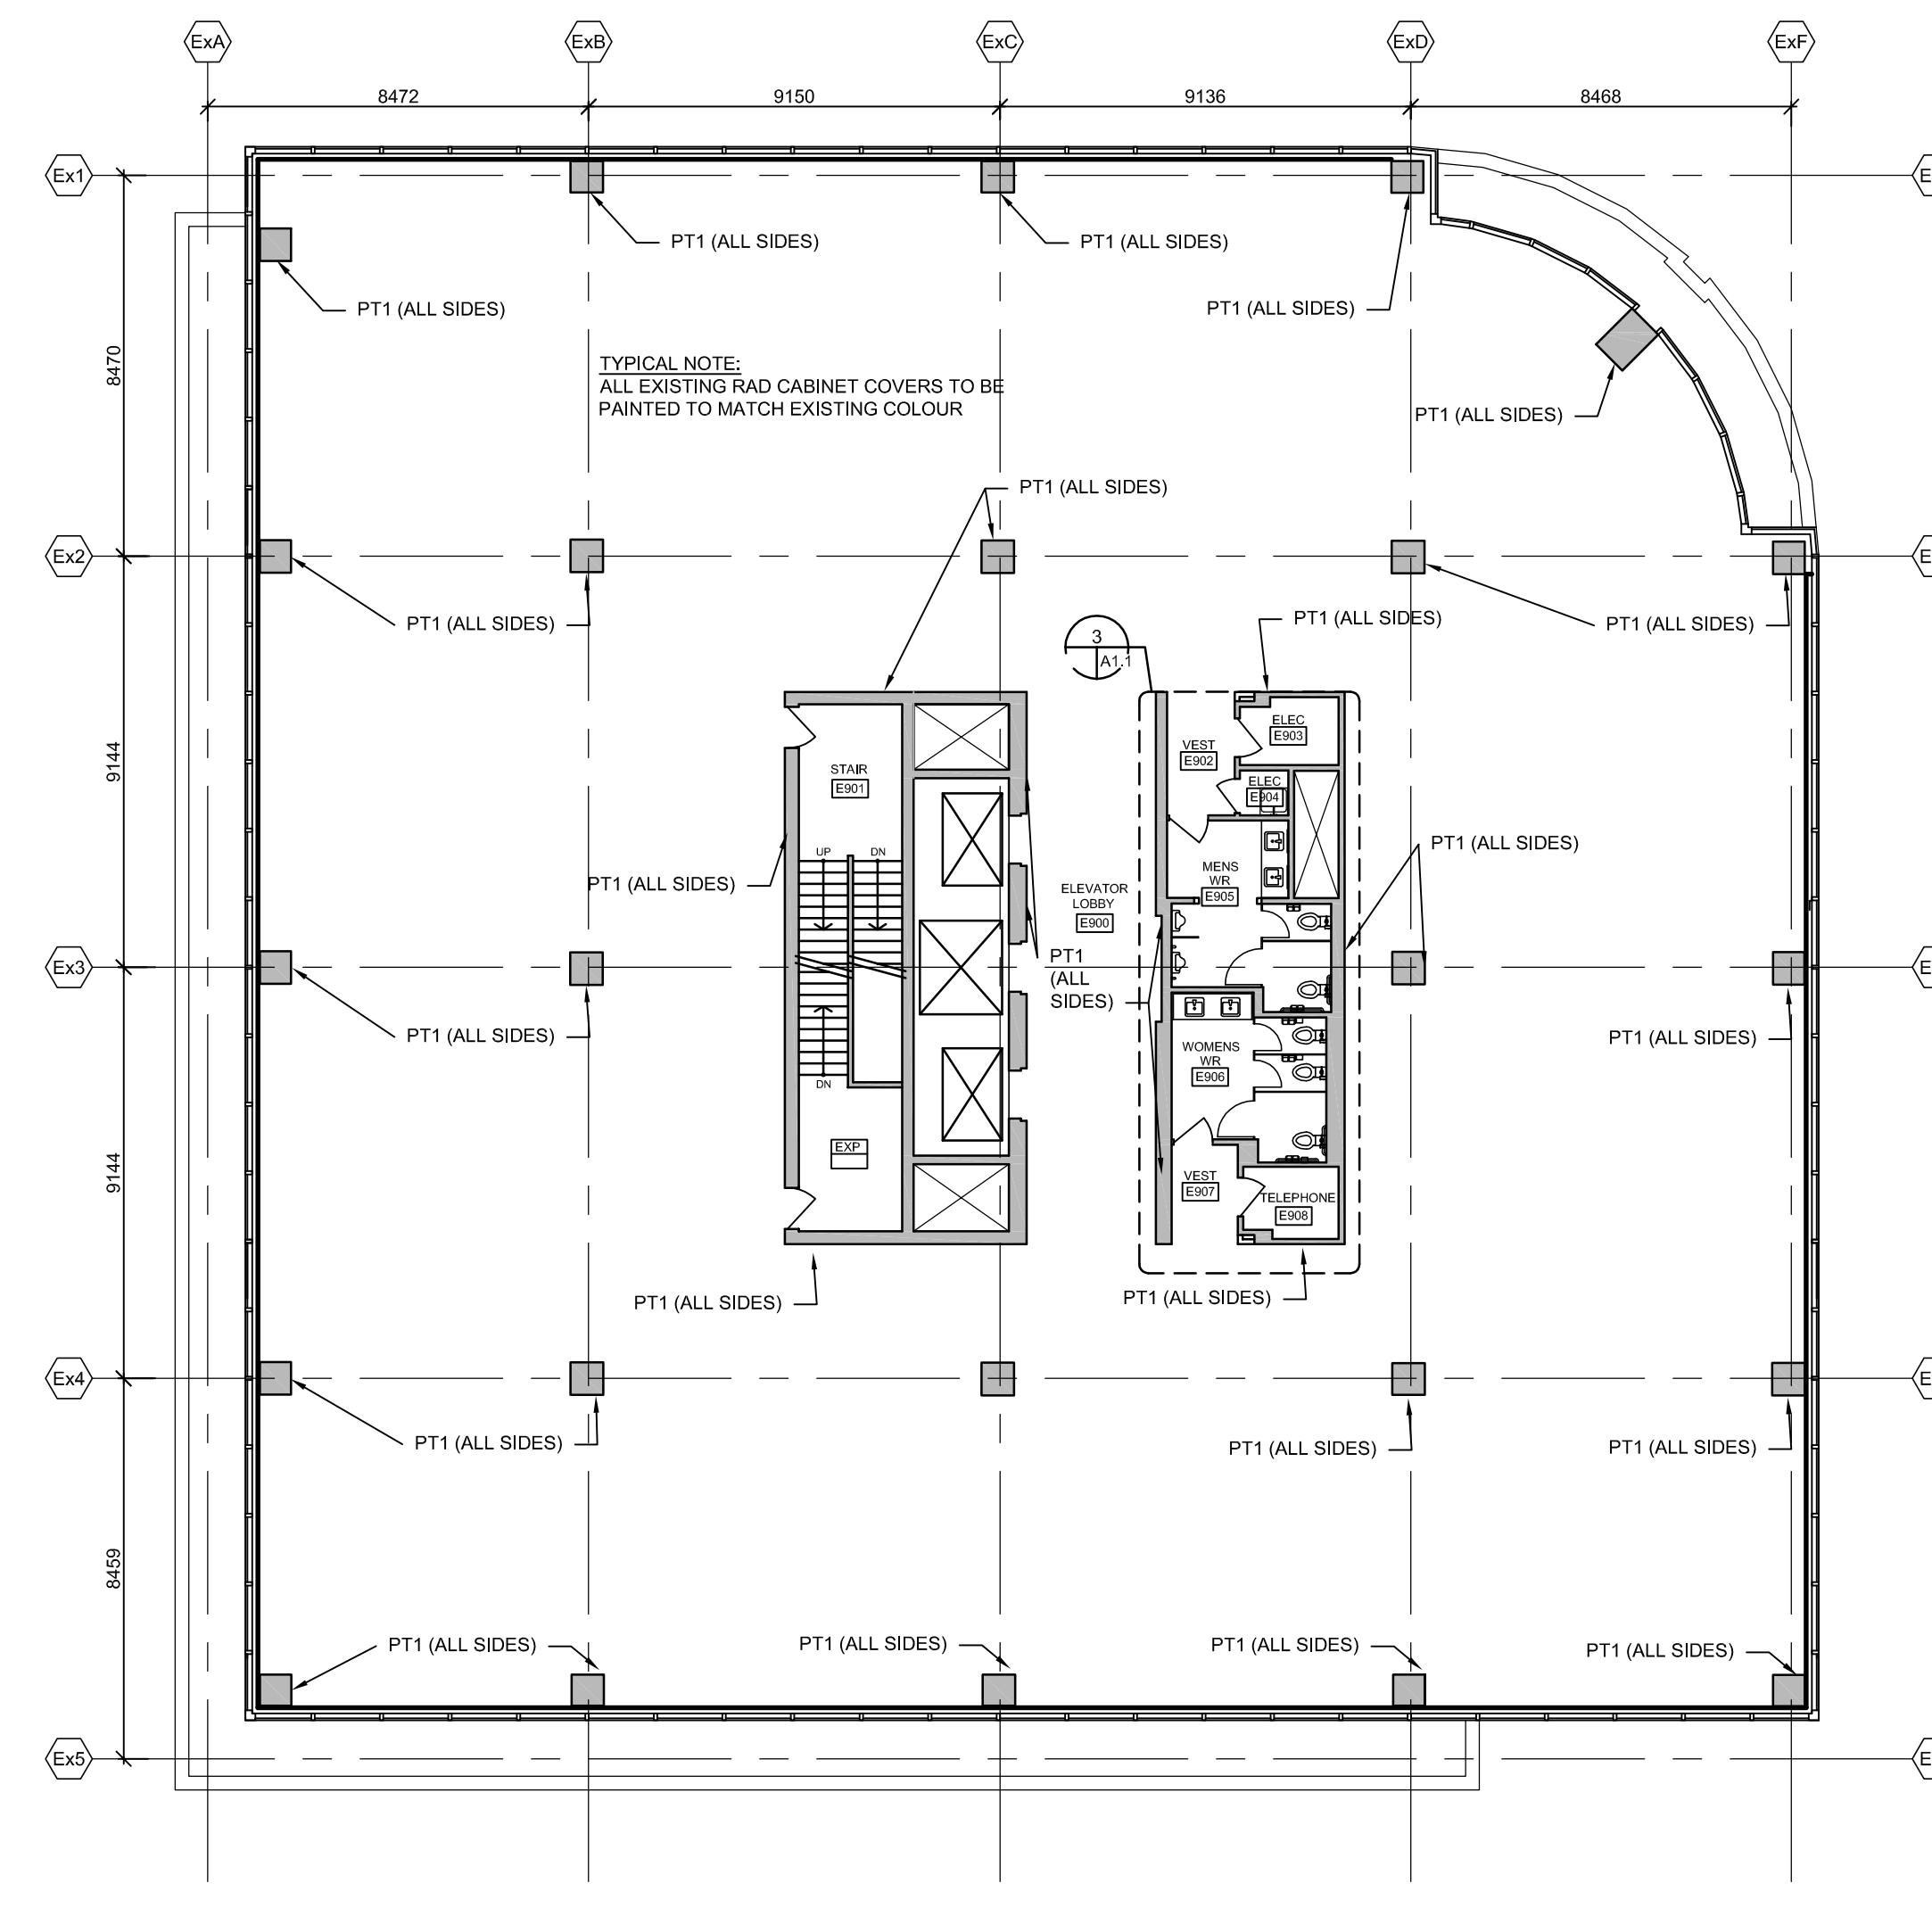 ExA
ExB
ExC
ExD
ExF
8472
9150
9136
8468
Ex1
E
PT1 (ALL SIDES)
PT1 (ALL SIDES)
PT1 (ALL SIDES)
PT1 (ALL SIDES)
8470
TYPICAL NOTE:
ALL EXISTING RAD CABINET COVERS TO BE
PAINTED TO MATCH EXISTING COLOUR
PT1 (ALL SIDES)
PT1 (ALL SIDES)
Ex2
E
PT1 (ALL SIDES)
PT1 (ALL SIDES)
PT1 (ALL SIDES)
3
A1.1
9144
STAIR
E901
VEST
E902
ELEC
E903
ELEC
E904
UP
DN
PT1 (ALL SIDES)
PT1 (ALL SIDES)
MENS
WR
E905
ELEVATOR
LOBBY
E900
PT1
(ALL
SIDES)
Ex3
E
PT1 (ALL SIDES)
PT1 (ALL SIDES)
WOMENS
WR
E906
DN
9144
EXP
VEST
E907
TELEPHONE
E908
PT1 (ALL SIDES)
PT1 (ALL SIDES)
Ex4
E
PT1 (ALL SIDES)
PT1 (ALL SIDES)
PT1 (ALL SIDES)
8459
PT1 (ALL SIDES)
PT1 (ALL SIDES)
PT1 (ALL SIDES)
PT1 (ALL SIDES)
Ex5
E